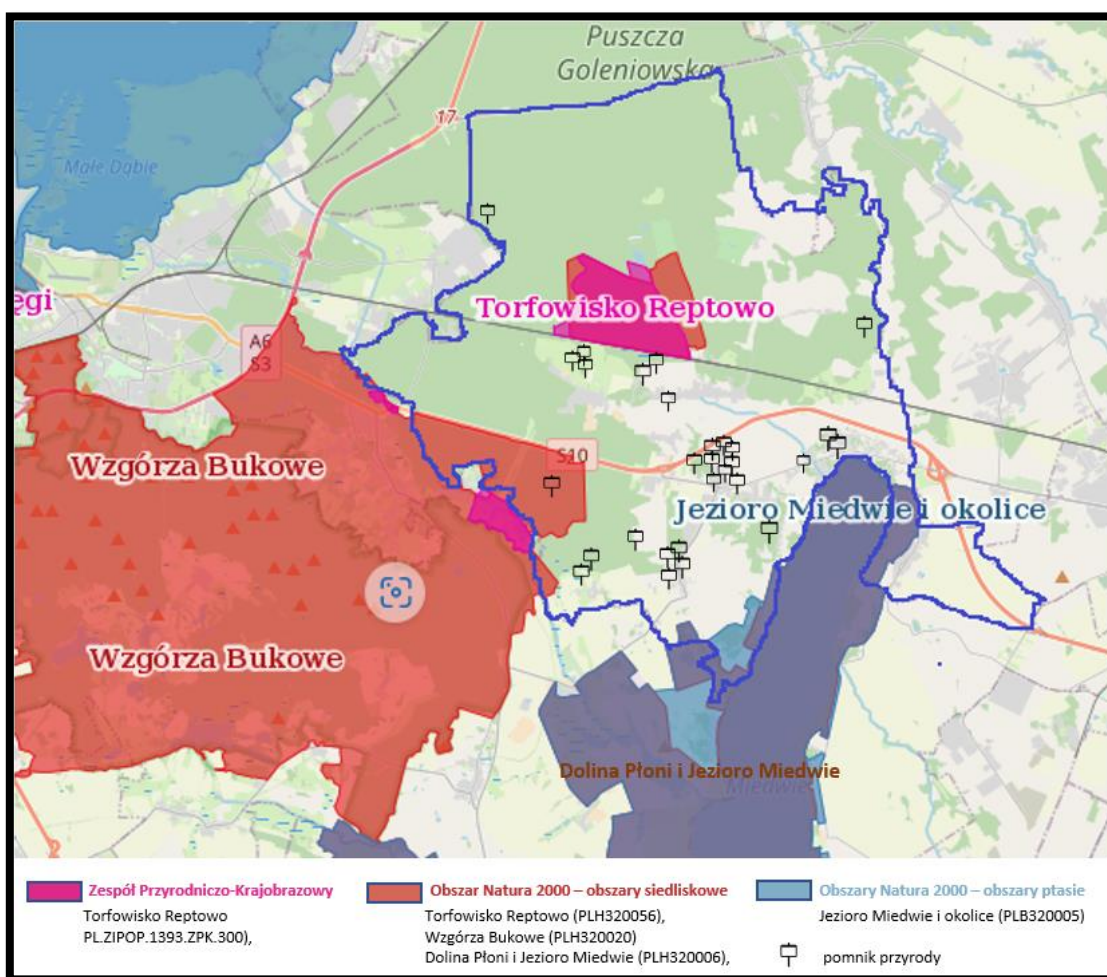 Puszcza
Goleniowska
17
Małe Dąbie
ęgi
Torfowisko Reptowo
A6
S3
S10
Wzgórza Bukowe
Jezioro Miedwie i okolice
Wzgórza Bukowe
Dolina Płoni i Jezioro Miedwie
Miedwie
Zespół Przyrodniczo-Krajobrazowy
Torfowisko Reptowo
PL.ZIPOP.1393.ZPK.300),
Obszar Natura 2000 – obszary siedliskowe
Torfowisko Reptowo (PLH320056),
Wzgórza Bukowe (PLH320020)
Dolina Płoni i Jezioro Miedwie (PLH320006),
Obszary Natura 2000 – obszary ptasie
Jezioro Miedwie i okolice (PLB320005)
pomnik przyrody